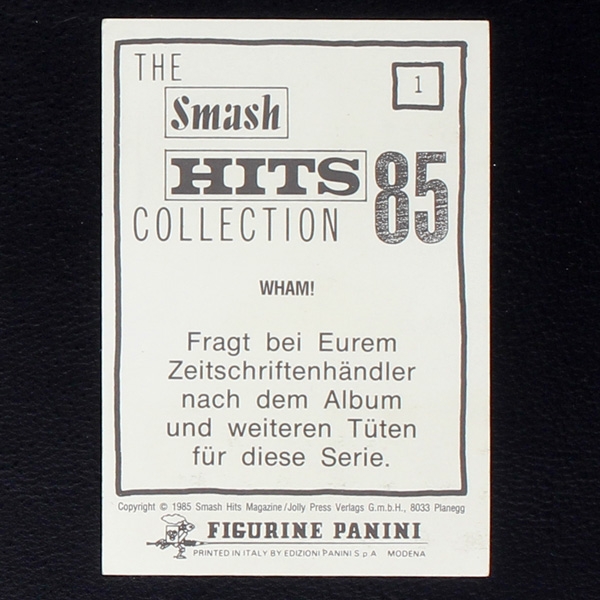 THE
1
Smash
HITS 85
COLLECTION
WHAM!
Fragt bei Eurem
Zeitschriftenhändler
nach dem Album
und weiteren Tüten
für diese Serie.
Copyright © 1985 Smash Hits Magazine/Jolly Press Verlags G.m.b.H., 8033 Planegg
FIGURINE PANINI
PRINTED IN ITALY BY EDIZIONI PANINI S.p.A MODENA